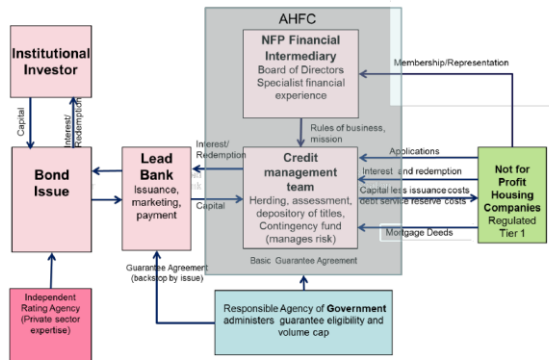 AHFC
Institutional
Investor
NFP Financial
Intermediary
Board of Directors
Specialist financial
experience
Membership/Representation
Capital
Interest/
Redemption
Rules of business,
mission
Interest/
Redemption
Applications
Bond
Issue
Lead
Bank
Issuance,
marketing,
payment
Credit
management
team
Herding, assessment,
depository of titles,
Contingency fund
(manages risk)
Interest and redemption
Capital less issuance costs
debt service reserve costs
Not for
Profit
Housing
Companies
Regulated
Tier 1
Capital
Mortgage Deeds
Guarantee Agreement
(backstop by issue)
Basic Guarantee Agreement
Independent
Rating Agency
(Private sector
expertise)
Responsible Agency of Government
administers guarantee eligibility and
volume cap